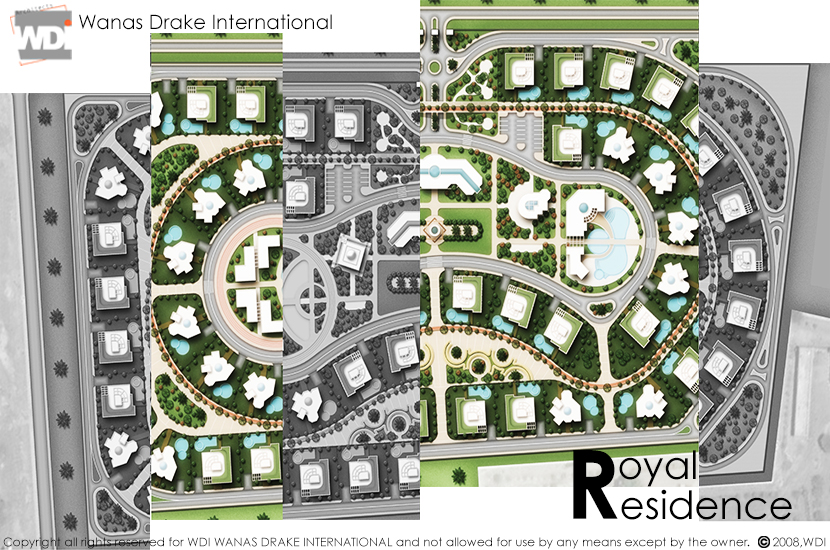 WDI
Wanas Drake International
Royal
Residence
Copyright all rights reserved for WDI WANAS DRAKE INTERNATIONAL and not allowed for use by any means except by the owner. © 2008,WDI